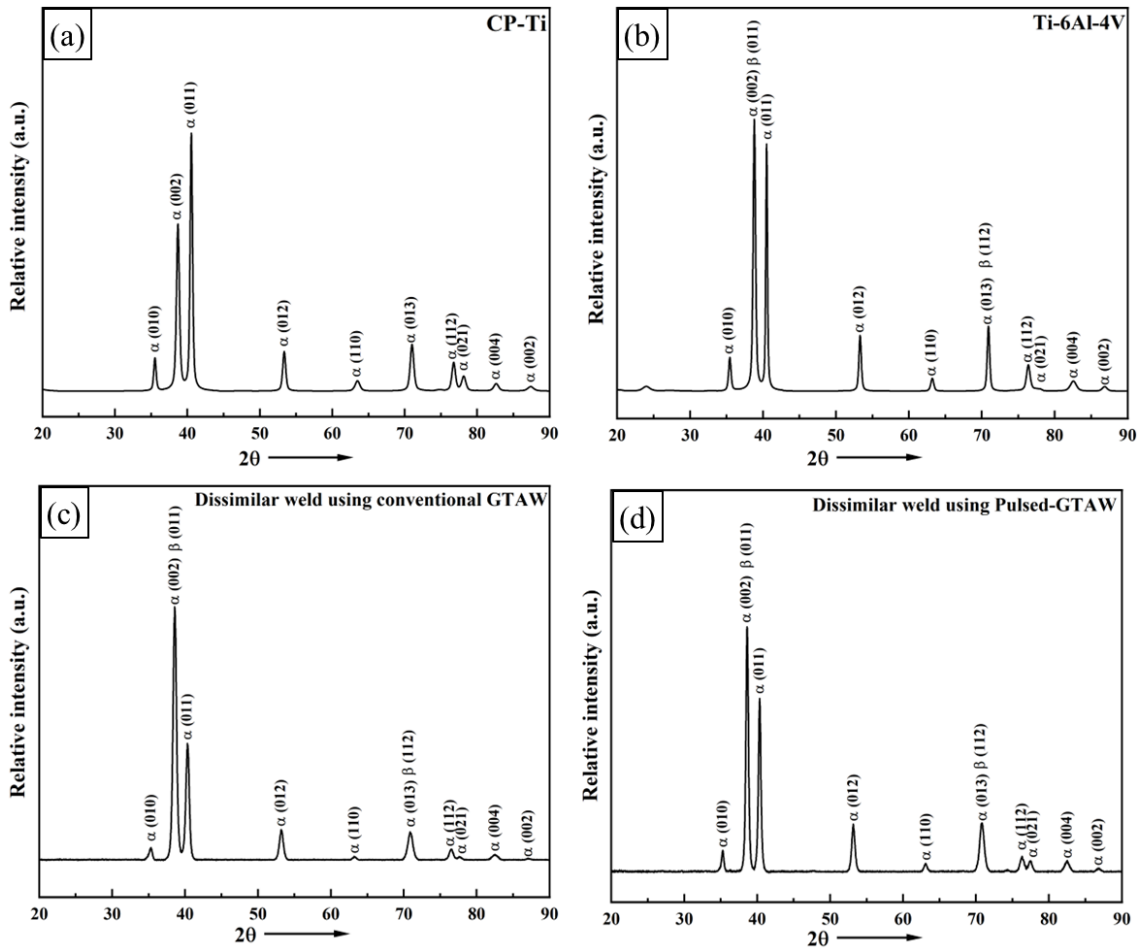 (a)
CP-Ti
Relative intensity (a.u.)
α (010)
α (002)
α (011)
α (012)
α (110)
α (013)
α (112)
α (021)
α (004)
α (002)
20 30 40 50 60 70 80 90
2θ
(b)
Ti-6Al-4V
Relative intensity (a.u.)
α (010)
α (002) β (011)
α (011)
α (012)
α (110)
α (013) β (112)
α (112)
α (021)
α (004)
α (002)
20 30 40 50 60 70 80 90
2θ
(c)
Dissimilar weld using conventional GTAW
Relative intensity (a.u.)
α (010)
α (002) β (011)
α (011)
α (012)
α (110)
α (013) β (112)
α (112)
α (021)
α (004)
α (002)
20 30 40 50 60 70 80 90
2θ
(d)
Dissimilar weld using Pulsed-GTAW
Relative intensity (a.u.)
α (010)
α (002) β (011)
α (011)
α (012)
α (110)
α (013) β (112)
α (112)
α (021)
α (004)
α (002)
20 30 40 50 60 70 80 90
2θ